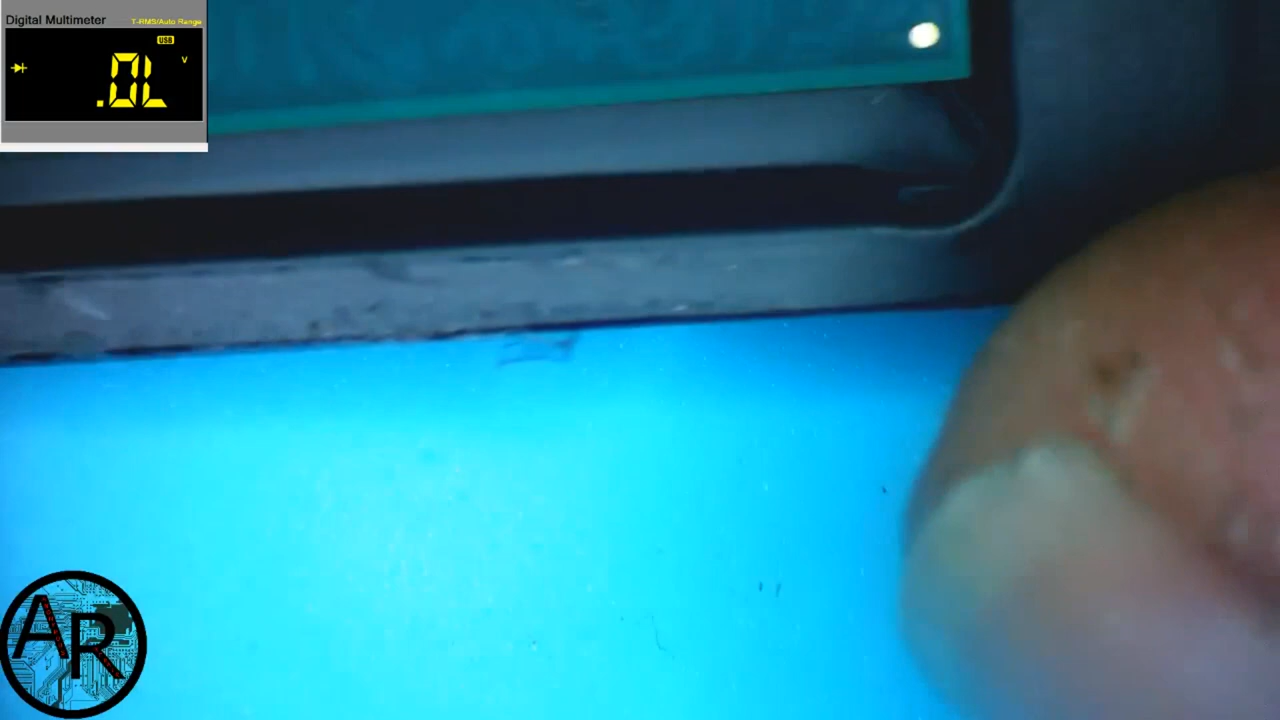 Digital Multimeter
T-RMS/Auto Range
USB
V
.0L
AR